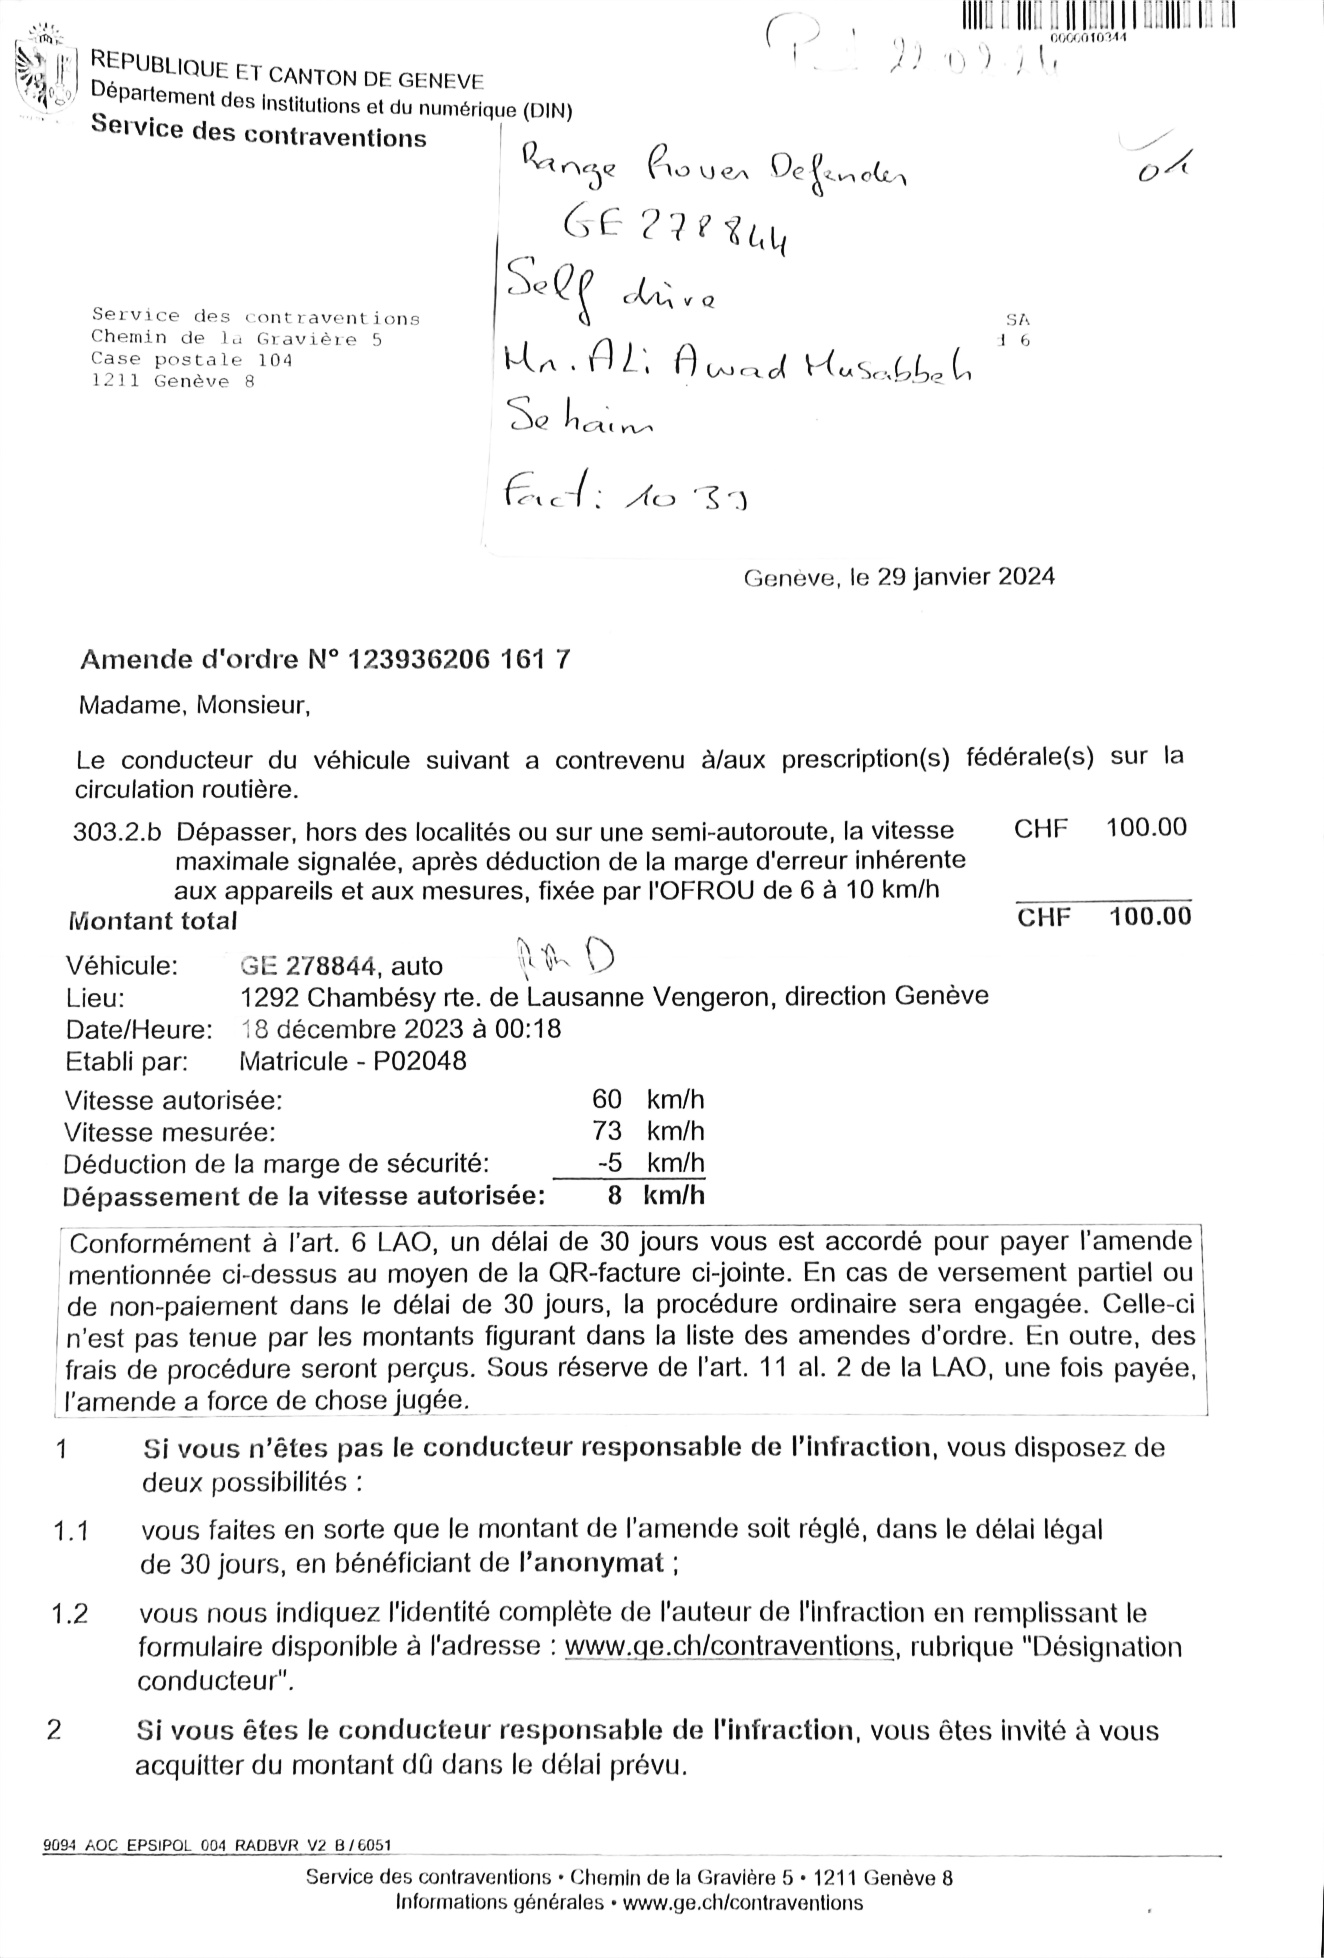 0000010344
22.02.24
REPUBLIQUE ET CANTON DE GENEVE
Département des institutions et du numérique (DIN)
Service des contraventions
Range Rover Defender
ok
GE 278844
Self drive
Service des contraventions
Chemin de la Gravière 5
Case postale 104
1211 Genève 8
SA
16
Mr. ALi Awad Musabbeh
Sehaim
Fact: 1039
Genève, le 29 janvier 2024
Amende d'ordre N° 123936206 161 7
Madame, Monsieur,
Le conducteur du véhicule suivant a contrevenu à/aux prescription(s) fédérale(s) sur la
circulation routière.
303.2.b Dépasser, hors des localités ou sur une semi-autoroute, la vitesse CHF 100.00
maximale signalée, après déduction de la marge d'erreur inhérente
aux appareils et aux mesures, fixée par l'OFROU de 6 à 10 km/h
Montant total CHF 100.00
Véhicule: GE 278844, auto
Lieu: 1292 Chambésy rte. de Lausanne Vengeron, direction Genève
Date/Heure: 18 décembre 2023 à 00:18
Etabli par: Matricule - P02048
Vitesse autorisée: 60 km/h
Vitesse mesurée: 73 km/h
Déduction de la marge de sécurité: -5 km/h
Dépassement de la vitesse autorisée: 8 km/h
Conformément à l'art. 6 LAO, un délai de 30 jours vous est accordé pour payer l'amende
mentionnée ci-dessus au moyen de la QR-facture ci-jointe. En cas de versement partiel ou
de non-paiement dans le délai de 30 jours, la procédure ordinaire sera engagée. Celle-ci
n'est pas tenue par les montants figurant dans la liste des amendes d'ordre. En outre, des
frais de procédure seront perçus. Sous réserve de l'art. 11 al. 2 de la LAO, une fois payée,
l'amende a force de chose jugée.
1 Si vous n'êtes pas le conducteur responsable de l'infraction, vous disposez de
deux possibilités :
1.1 vous faites en sorte que le montant de l'amende soit réglé, dans le délai légal
de 30 jours, en bénéficiant de l'anonymat ;
1.2 vous nous indiquez l'identité complète de l'auteur de l'infraction en remplissant le
formulaire disponible à l'adresse : www.ge.ch/contraventions, rubrique "Désignation
conducteur".
2 Si vous êtes le conducteur responsable de l'infraction, vous êtes invité à vous
acquitter du montant dû dans le délai prévu.
9094 AOC EPSIPOL 004 RADBVR V2 B / 6051
Service des contraventions • Chemin de la Gravière 5 • 1211 Genève 8
Informations générales • www.ge.ch/contraventions